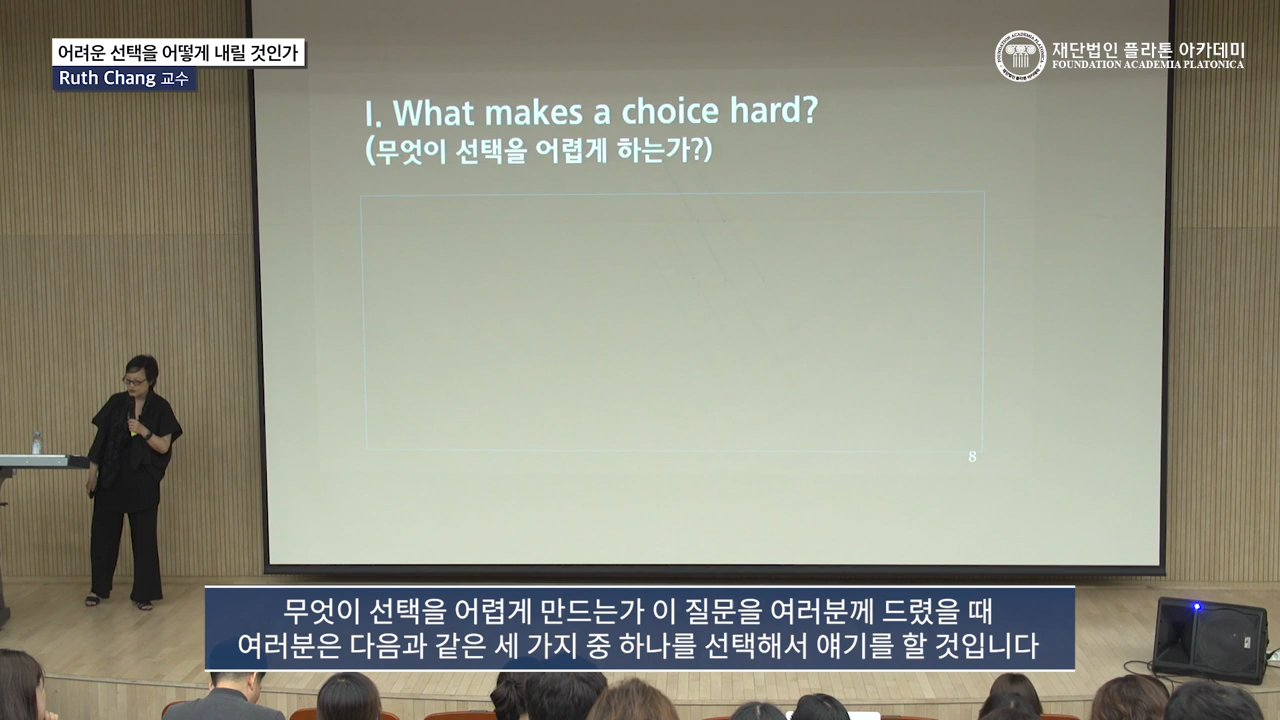 어려운 선택을 어떻게 내릴 것인가
Ruth Chang 교수
재단법인 플라톤 아카데미
FOUNDATION ACADEMIA PLATONICA
I. What makes a choice hard?
(무엇이 선택을 어렵게 하는가?)
8
무엇이 선택을 어렵게 만드는가 이 질문을 여러분께 드렸을 때
여러분은 다음과 같은 세 가지 중 하나를 선택해서 얘기를 할 것입니다